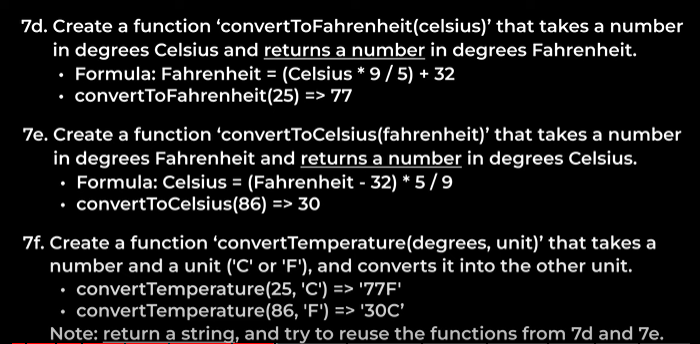 7d. Create a function ‘convertToFahrenheit(celsius)’ that takes a number
in degrees Celsius and returns a number in degrees Fahrenheit.
• Formula: Fahrenheit = (Celsius * 9 / 5) + 32
• convertToFahrenheit(25) => 77
7e. Create a function ‘convertToCelsius(fahrenheit)’ that takes a number
in degrees Fahrenheit and returns a number in degrees Celsius.
• Formula: Celsius = (Fahrenheit - 32) * 5 / 9
• convertToCelsius(86) => 30
7f. Create a function ‘convertTemperature(degrees, unit)’ that takes a
number and a unit ('C' or 'F'), and converts it into the other unit.
• convertTemperature(25, 'C') => '77F'
• convertTemperature(86, 'F') => '30C’
Note: return a string, and try to reuse the functions from 7d and 7e.